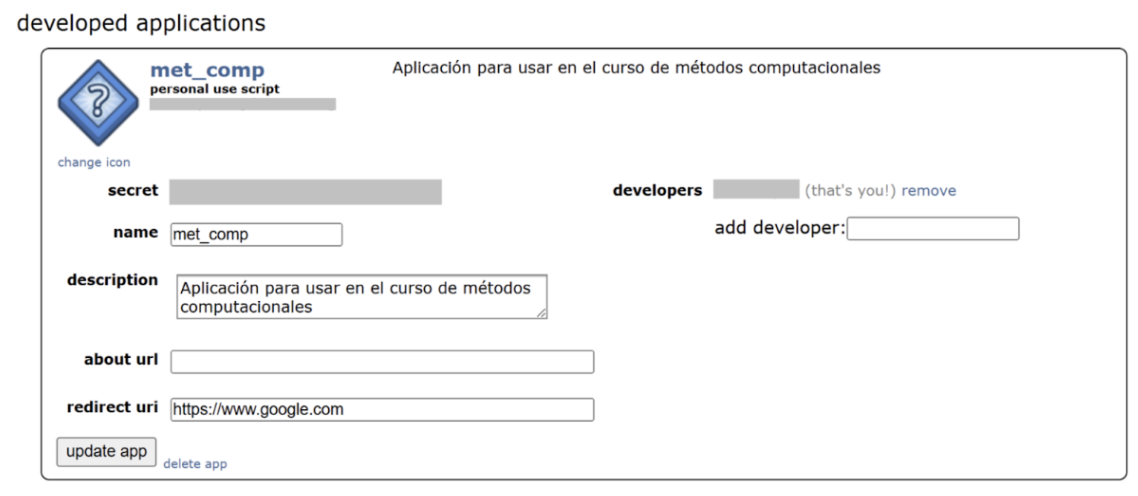 developed applications
met_comp
Aplicación para usar en el curso de métodos computacionales
personal use script
change icon
secret
developers (that's you!) remove
name met_comp
add developer:
description Aplicación para usar en el curso de métodos
computacionales
about url
redirect uri https://www.google.com
update app delete app